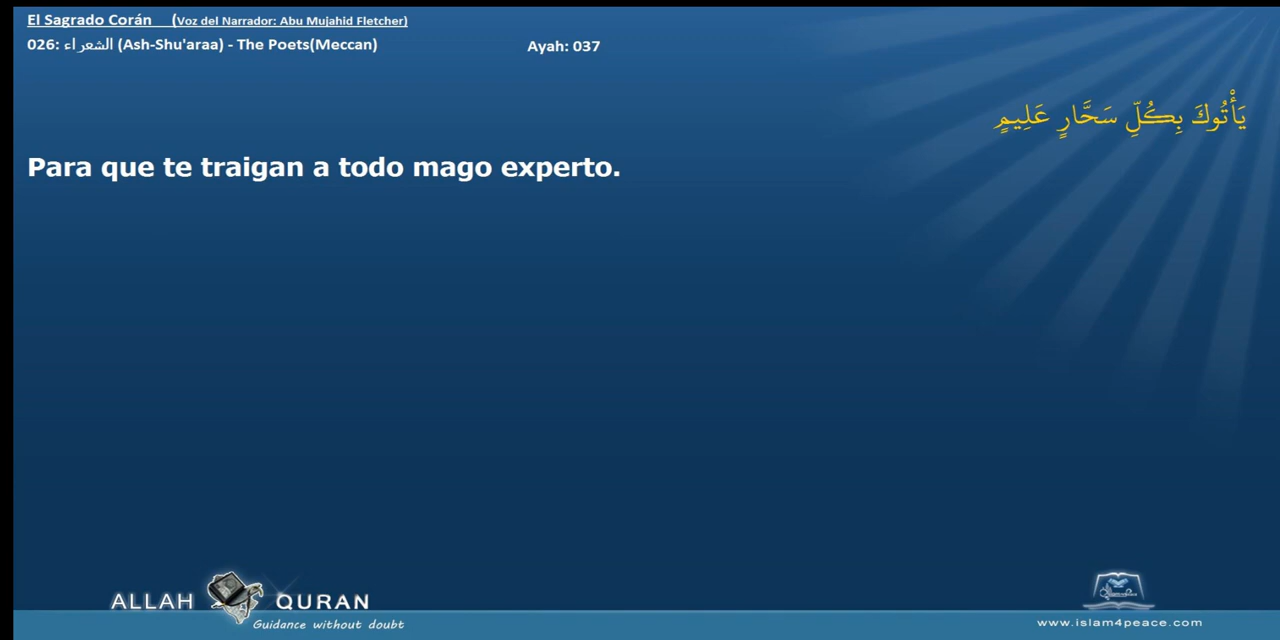 El Sagrado Corán (Voz del Narrador: Abu Mujahid Fletcher)
026: الشعراء (Ash-Shu'araa) - The Poets(Meccan) Ayah: 037
يَأْتُوكَ بِكُلِّ سَحَّارٍ عَلِيمٍ
Para que te traigan a todo mago experto.
ALLAH QURAN
Guidance without doubt
www.islam4peace.com